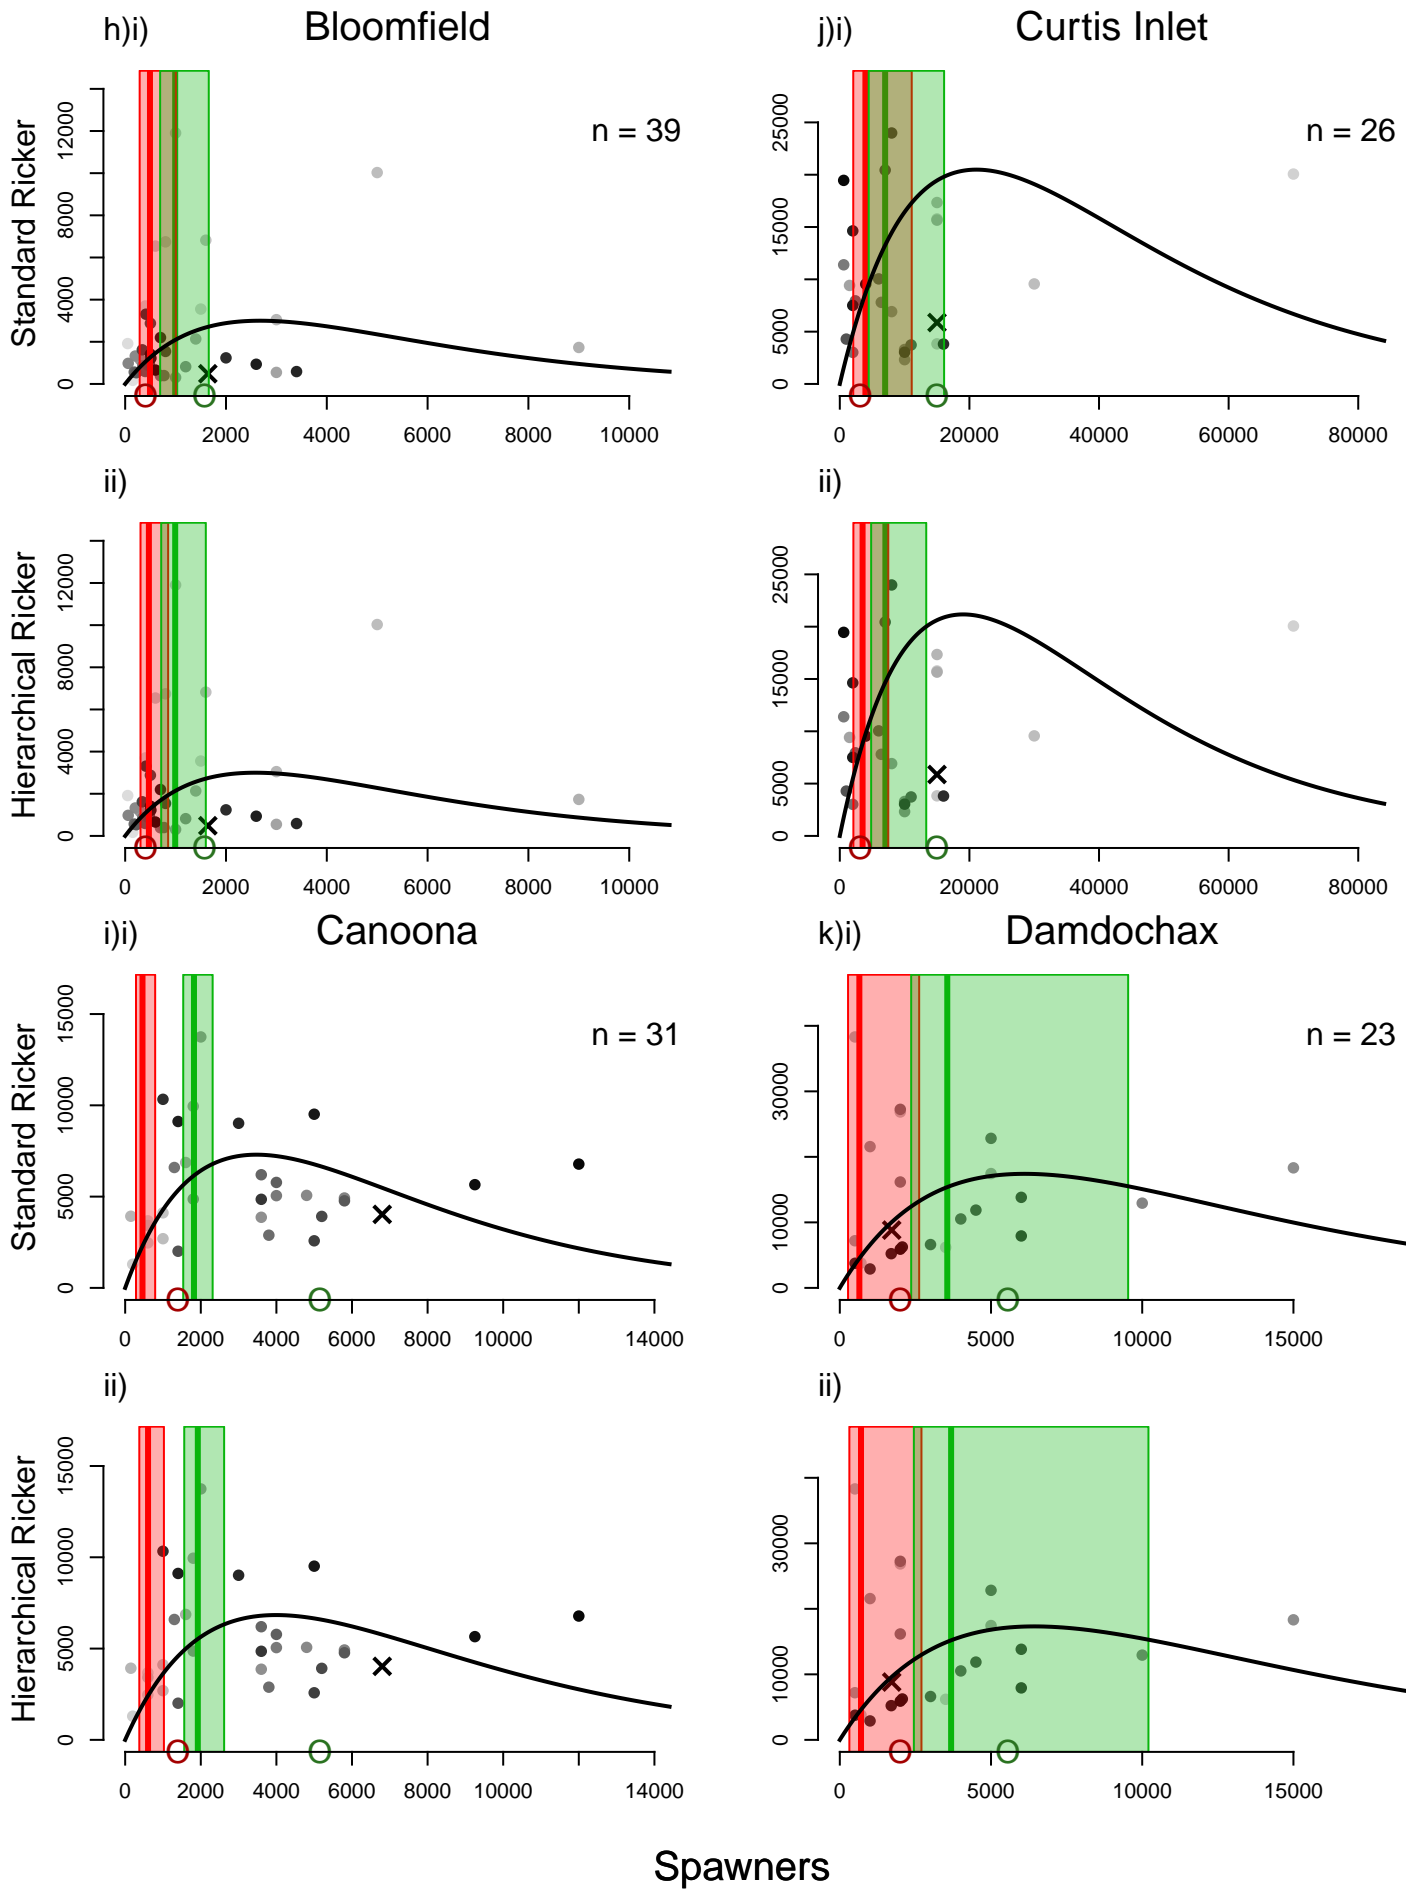 h)i) Bloomfield
Standard Ricker
0 4000 8000 12000
n = 39
0 2000 4000 6000 8000 10000
ii)
Hierarchical Ricker
0 4000 8000 12000
0 2000 4000 6000 8000 10000
i)i) Canoona
Standard Ricker
0 5000 10000 15000
n = 31
0 2000 4000 6000 8000 10000 14000
ii)
Hierarchical Ricker
0 5000 10000 15000
0 2000 4000 6000 8000 10000 14000
j)i) Curtis Inlet
0 5000 15000 25000
n = 26
0 20000 40000 60000 80000
ii)
0 5000 15000 25000
0 20000 40000 60000 80000
k)i) Damdochax
0 10000 30000
n = 23
0 5000 10000 15000
ii)
0 10000 30000
0 5000 10000 15000
Spawners